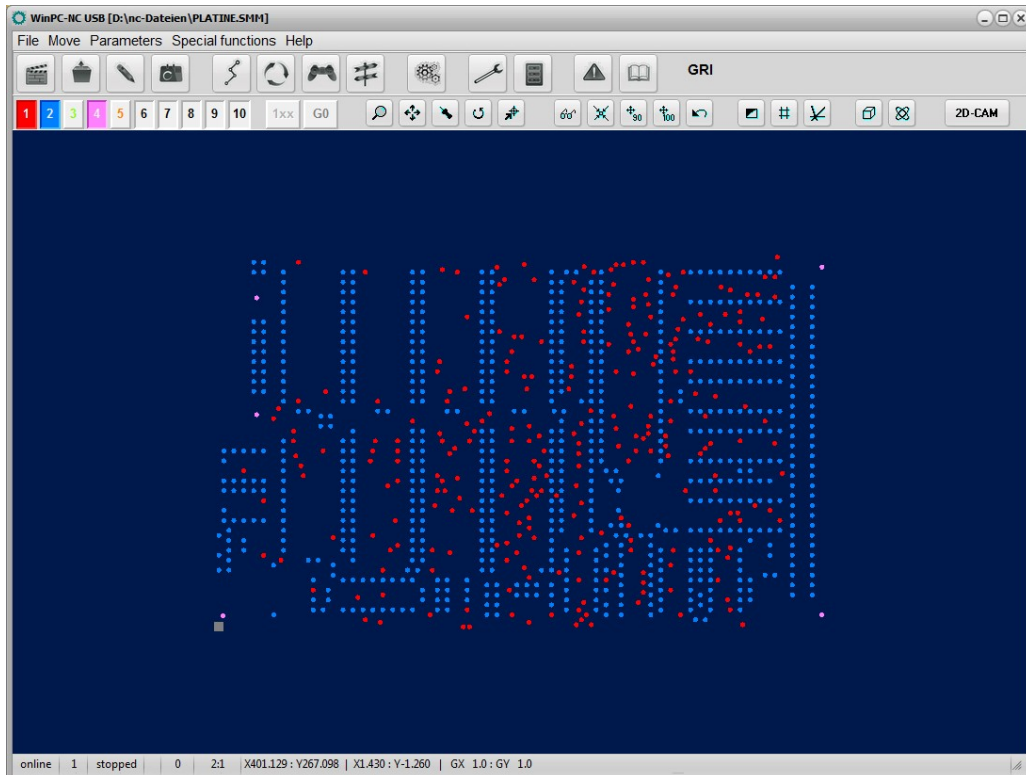 WinPC-NC USB [D:\nc-Dateien\PLATINE.SMM]
File Move Parameters Special functions Help
GRI
1 2 3 4 5 6 7 8 9 10 1xx G0 90 100 2D-CAM
online 1 stopped 0 2:1 X401.129 : Y267.098 | X1.430 : Y-1.260 | GX 1.0 : GY 1.0